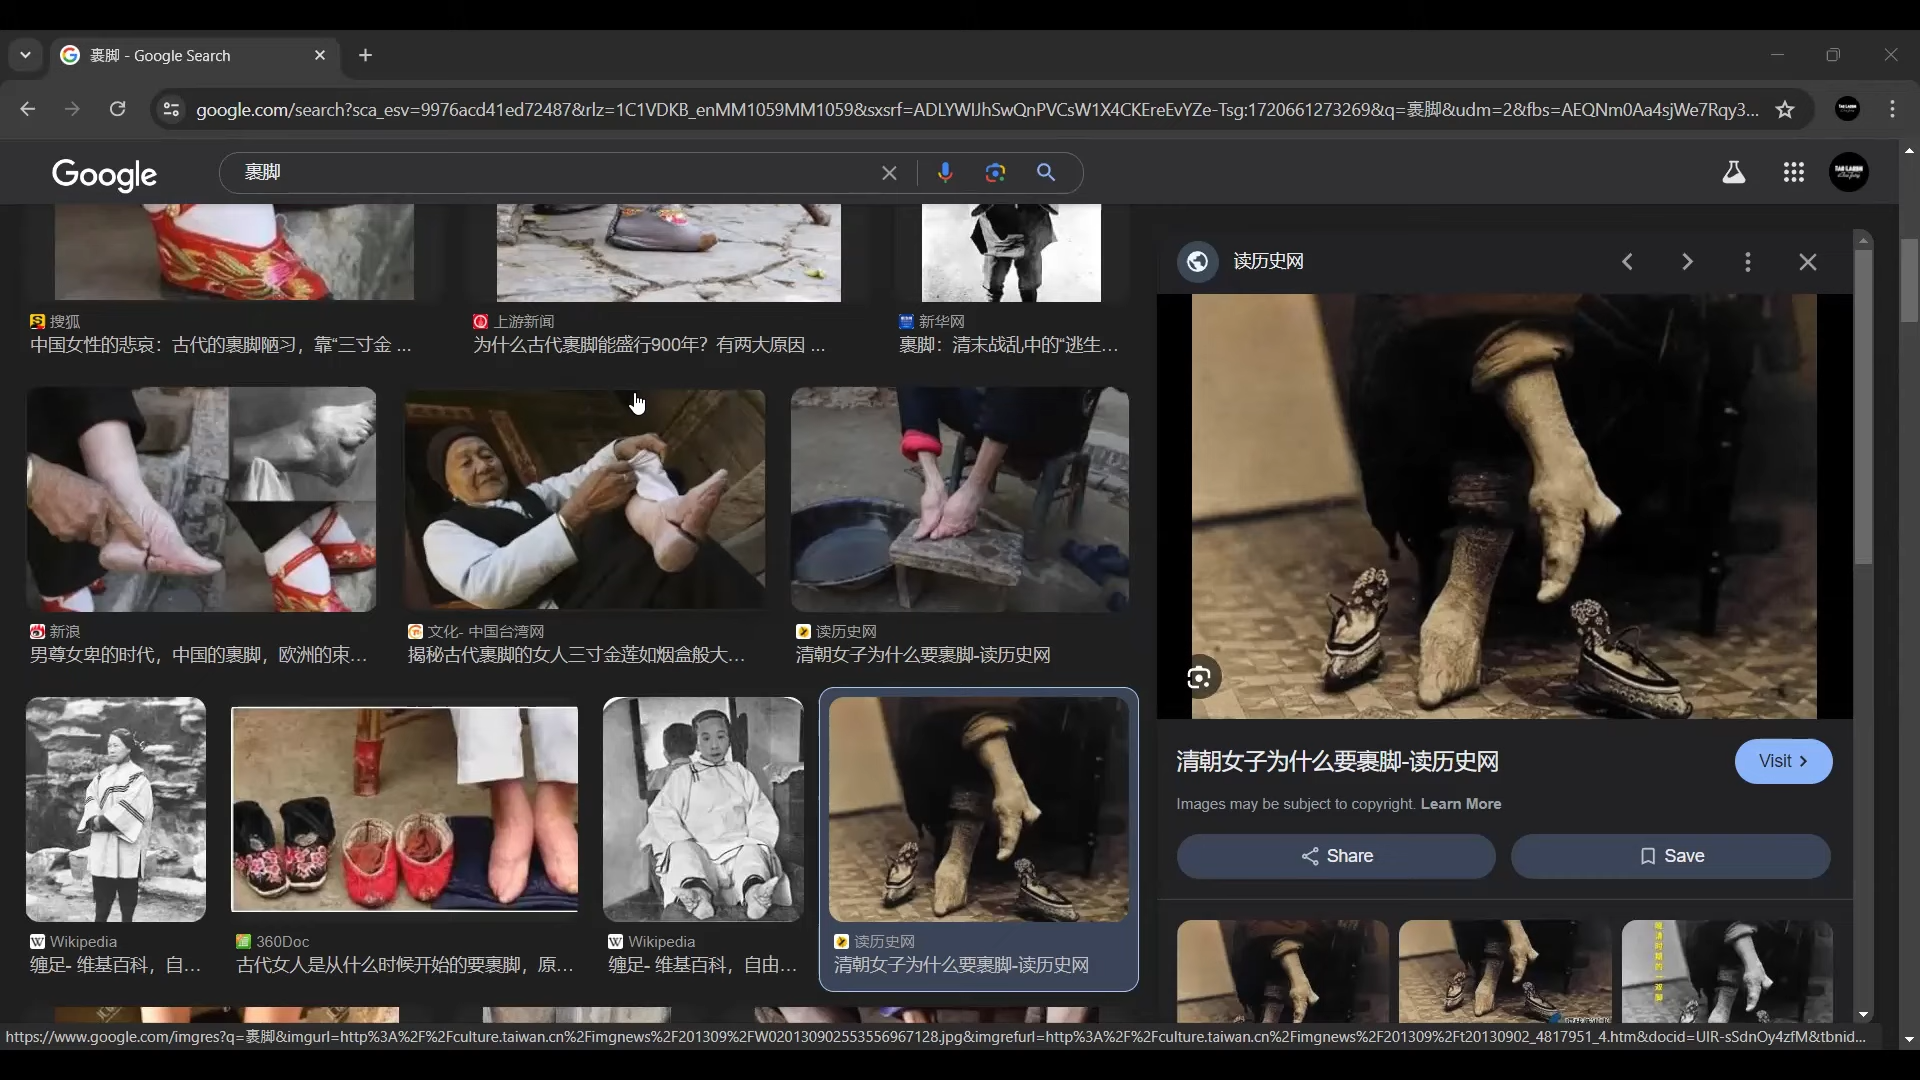 裹脚 - Google Search
google.com/search?sca_esv=9976acd41ed72487&rlz=1C1VDKB_enMM1059MM1059&sxsrf=ADLYWIJhSwQnPVCsW1X4CKEreEvYZe-Tsg:1720661273269&q=裹脚&udm=2&fbs=AEQNm0Aa4sjWe7Rqy3...
Google
裹脚
读历史网
搜狐
中国女性的悲哀：古代的裹脚陋习，靠“三寸金 ...
上游新闻
为什么古代裹脚能盛行900年？有两大原因 ...
新华网
裹脚：清末战乱中的“逃生...
新浪
男尊女卑的时代，中国的裹脚，欧洲的束...
文化- 中国台湾网
揭秘古代裹脚的女人三寸金莲如烟盒般大...
读历史网
清朝女子为什么要裹脚-读历史网
Wikipedia
缠足- 维基百科，自...
360Doc
古代女人是从什么时候开始的要裹脚，原...
Wikipedia
缠足- 维基百科，自由...
读历史网
清朝女子为什么要裹脚-读历史网
清朝女子为什么要裹脚-读历史网
Visit
Images may be subject to copyright. Learn More
Share
Save
https://www.google.com/imgres?q=裹脚&imgurl=http%3A%2F%2Fculture.taiwan.cn%2Fimgnews%2F201309%2FW020130902553556967128.jpg&imgrefurl=http%3A%2F%2Fculture.taiwan.cn%2Fimgnews%2F201309%2Ft20130902_4817951_4.htm&docid=UIR-sSdnOy4zfM&tbnid...